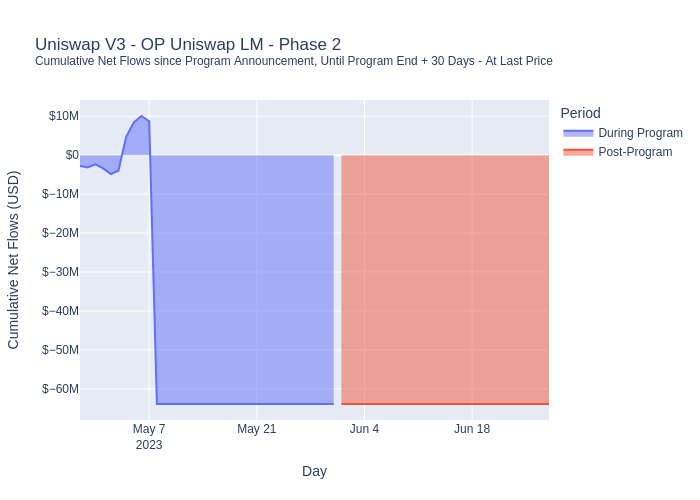 Uniswap V3 - OP Uniswap LM - Phase 2
Cumulative Net Flows since Program Announcement, Until Program End + 30 Days - At Last Price
Period
During Program
Post-Program
Cumulative Net Flows (USD)
$10M
$0
$−10M
$−20M
$−30M
$−40M
$−50M
$−60M
May 7
2023
May 21
Jun 4
Jun 18
Day